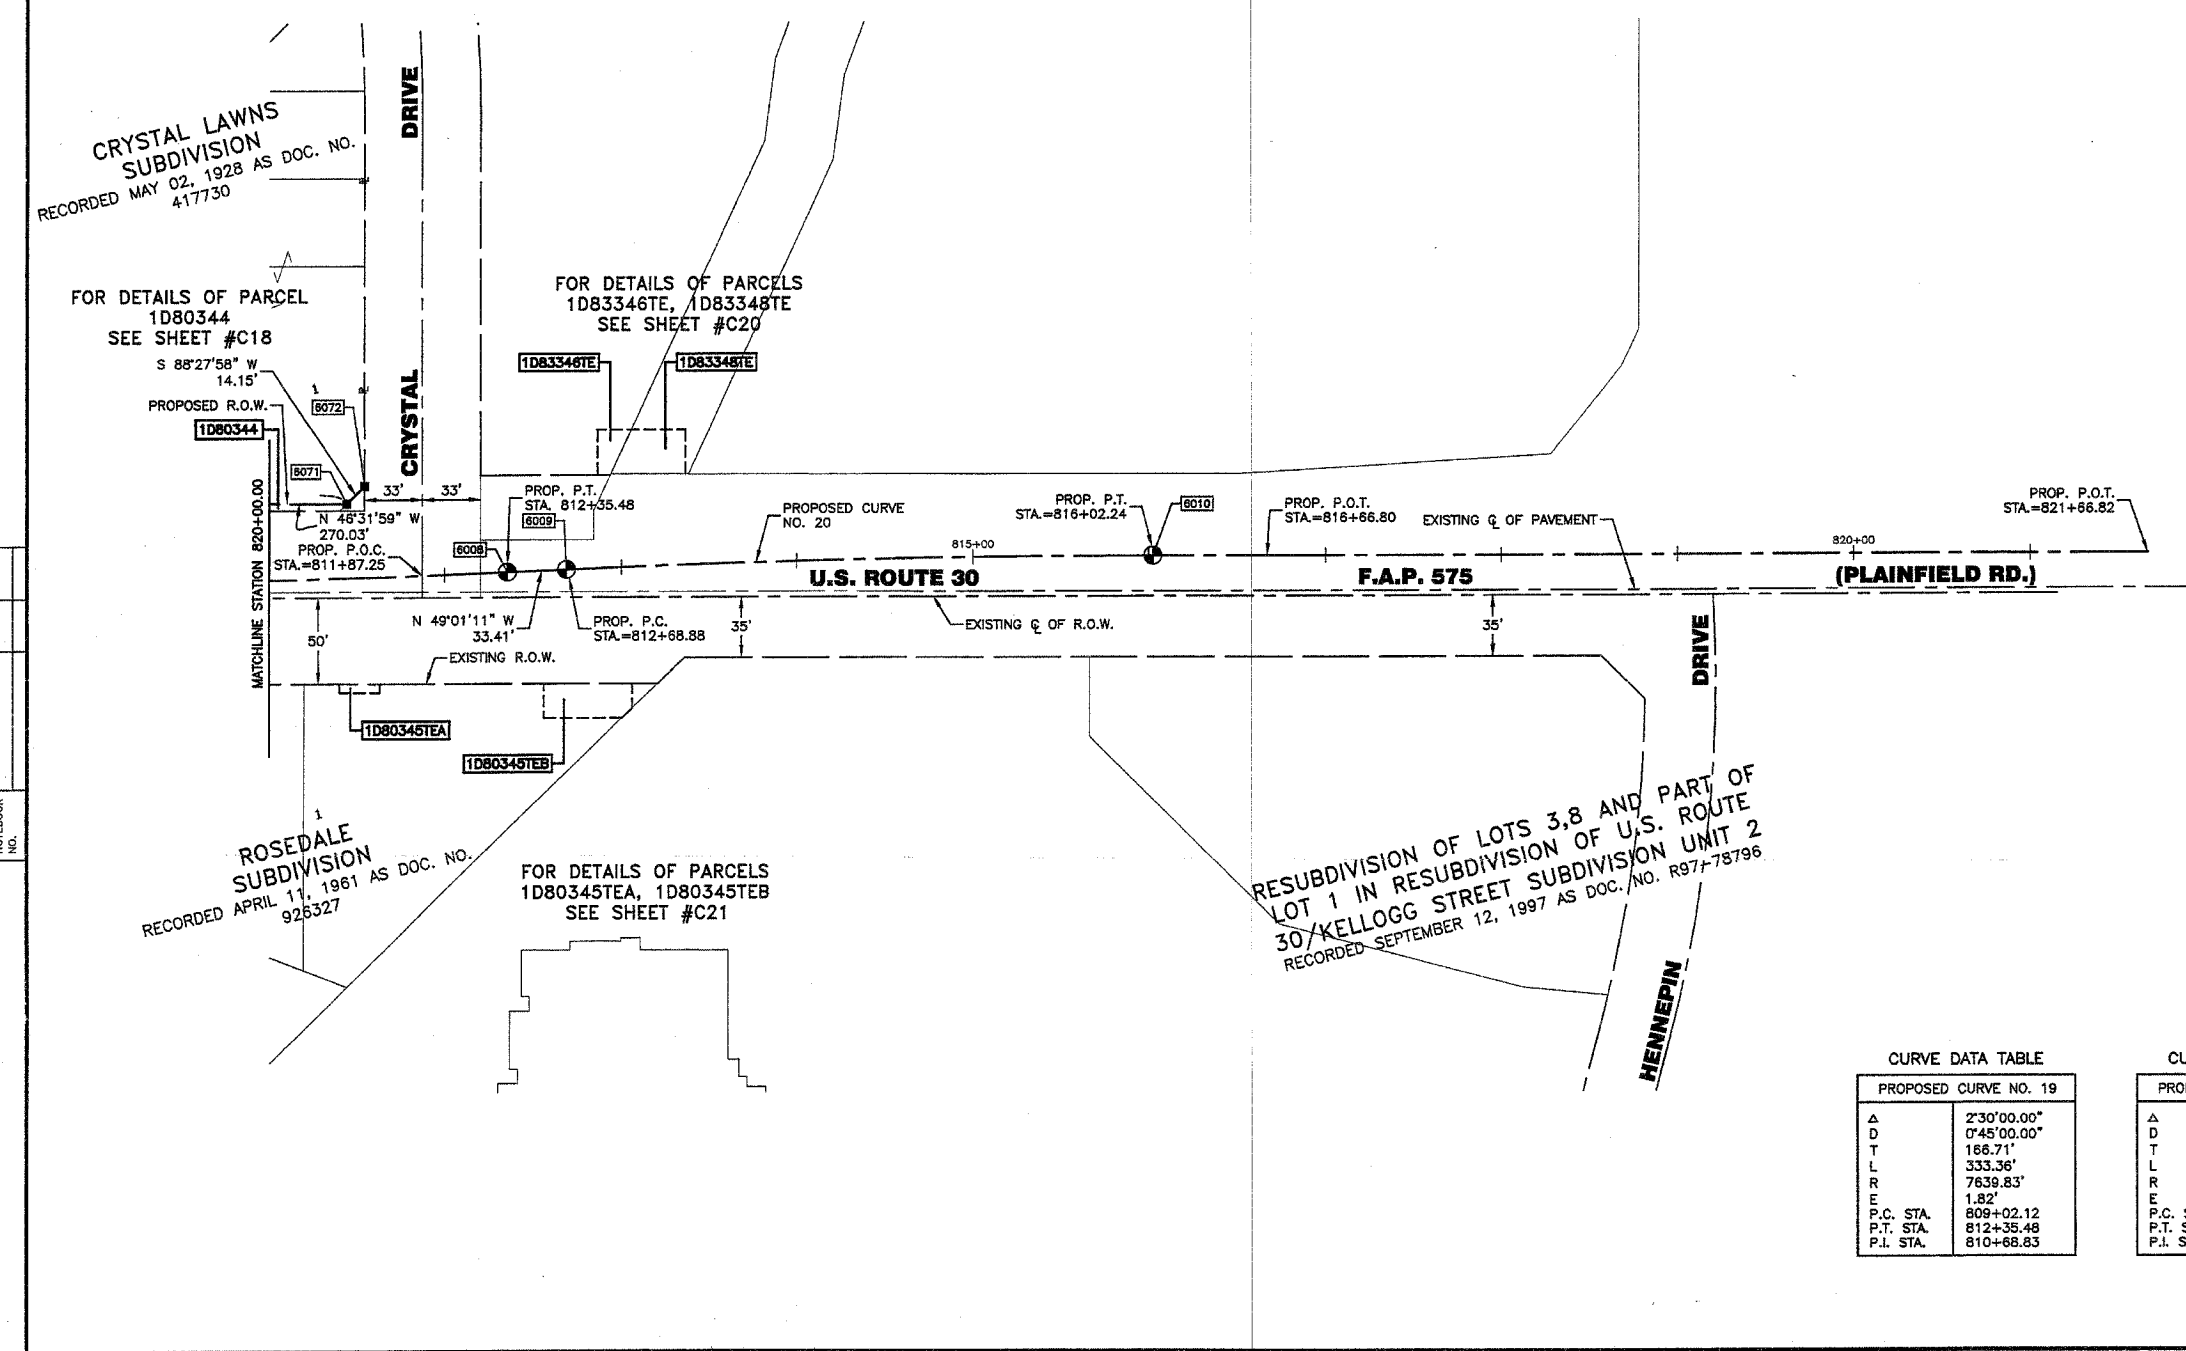 CRYSTAL LAWNS
SUBDIVISION
RECORDED MAY 02, 1928 AS DOC. NO.
417730
CRYSTAL DRIVE
FOR DETAILS OF PARCEL
1D80344
SEE SHEET #C18
S 88°27'58" W
14.15'
1
6072
PROPOSED R.O.W.
1D80344
6071
N 46°31'59" W
270.03'
PROP. P.O.C.
STA.=811+87.25
MATCHLINE STATION 820+00.00
33'
33'
FOR DETAILS OF PARCELS
1D83346TE, 1D83348TE
SEE SHEET #C20
1D83346TE
1D83348TE
PROP. P.T.
STA. 812+35.48
6009
6008
PROPOSED CURVE
NO. 20
815+00
PROP. P.T.
STA.=816+02.24
6010
PROP. P.O.T.
STA.=816+66.80
EXISTING ℄ OF PAVEMENT
820+00
PROP. P.O.T.
STA.=821+66.82
U.S. ROUTE 30
F.A.P. 575
(PLAINFIELD RD.)
50'
N 49°01'11" W
33.41'
PROP. P.C.
STA.=812+68.88
35'
EXISTING ℄ OF R.O.W.
35'
EXISTING R.O.W.
1D80345TEA
1D80345TEB
HENNEPIN DRIVE
1
ROSEDALE
SUBDIVISION
RECORDED APRIL 11, 1961 AS DOC. NO.
926327
FOR DETAILS OF PARCELS
1D80345TEA, 1D80345TEB
SEE SHEET #C21
RESUBDIVISION OF LOTS 3,8 AND PART OF
LOT 1 IN RESUBDIVISION OF U.S. ROUTE
30/KELLOGG STREET SUBDIVISION UNIT 2
RECORDED SEPTEMBER 12, 1997 AS DOC. NO. R97-78796
CURVE DATA TABLE
PROPOSED CURVE NO. 19
Δ 2°30'00.00"
D 0°45'00.00"
T 166.71'
L 333.36'
R 7639.83'
E 1.82'
P.C. STA. 809+02.12
P.T. STA. 812+35.48
P.I. STA. 810+68.83
CU
PRO
Δ
D
T
L
R
E
P.C. S
P.T. S
P.I. S
NO.